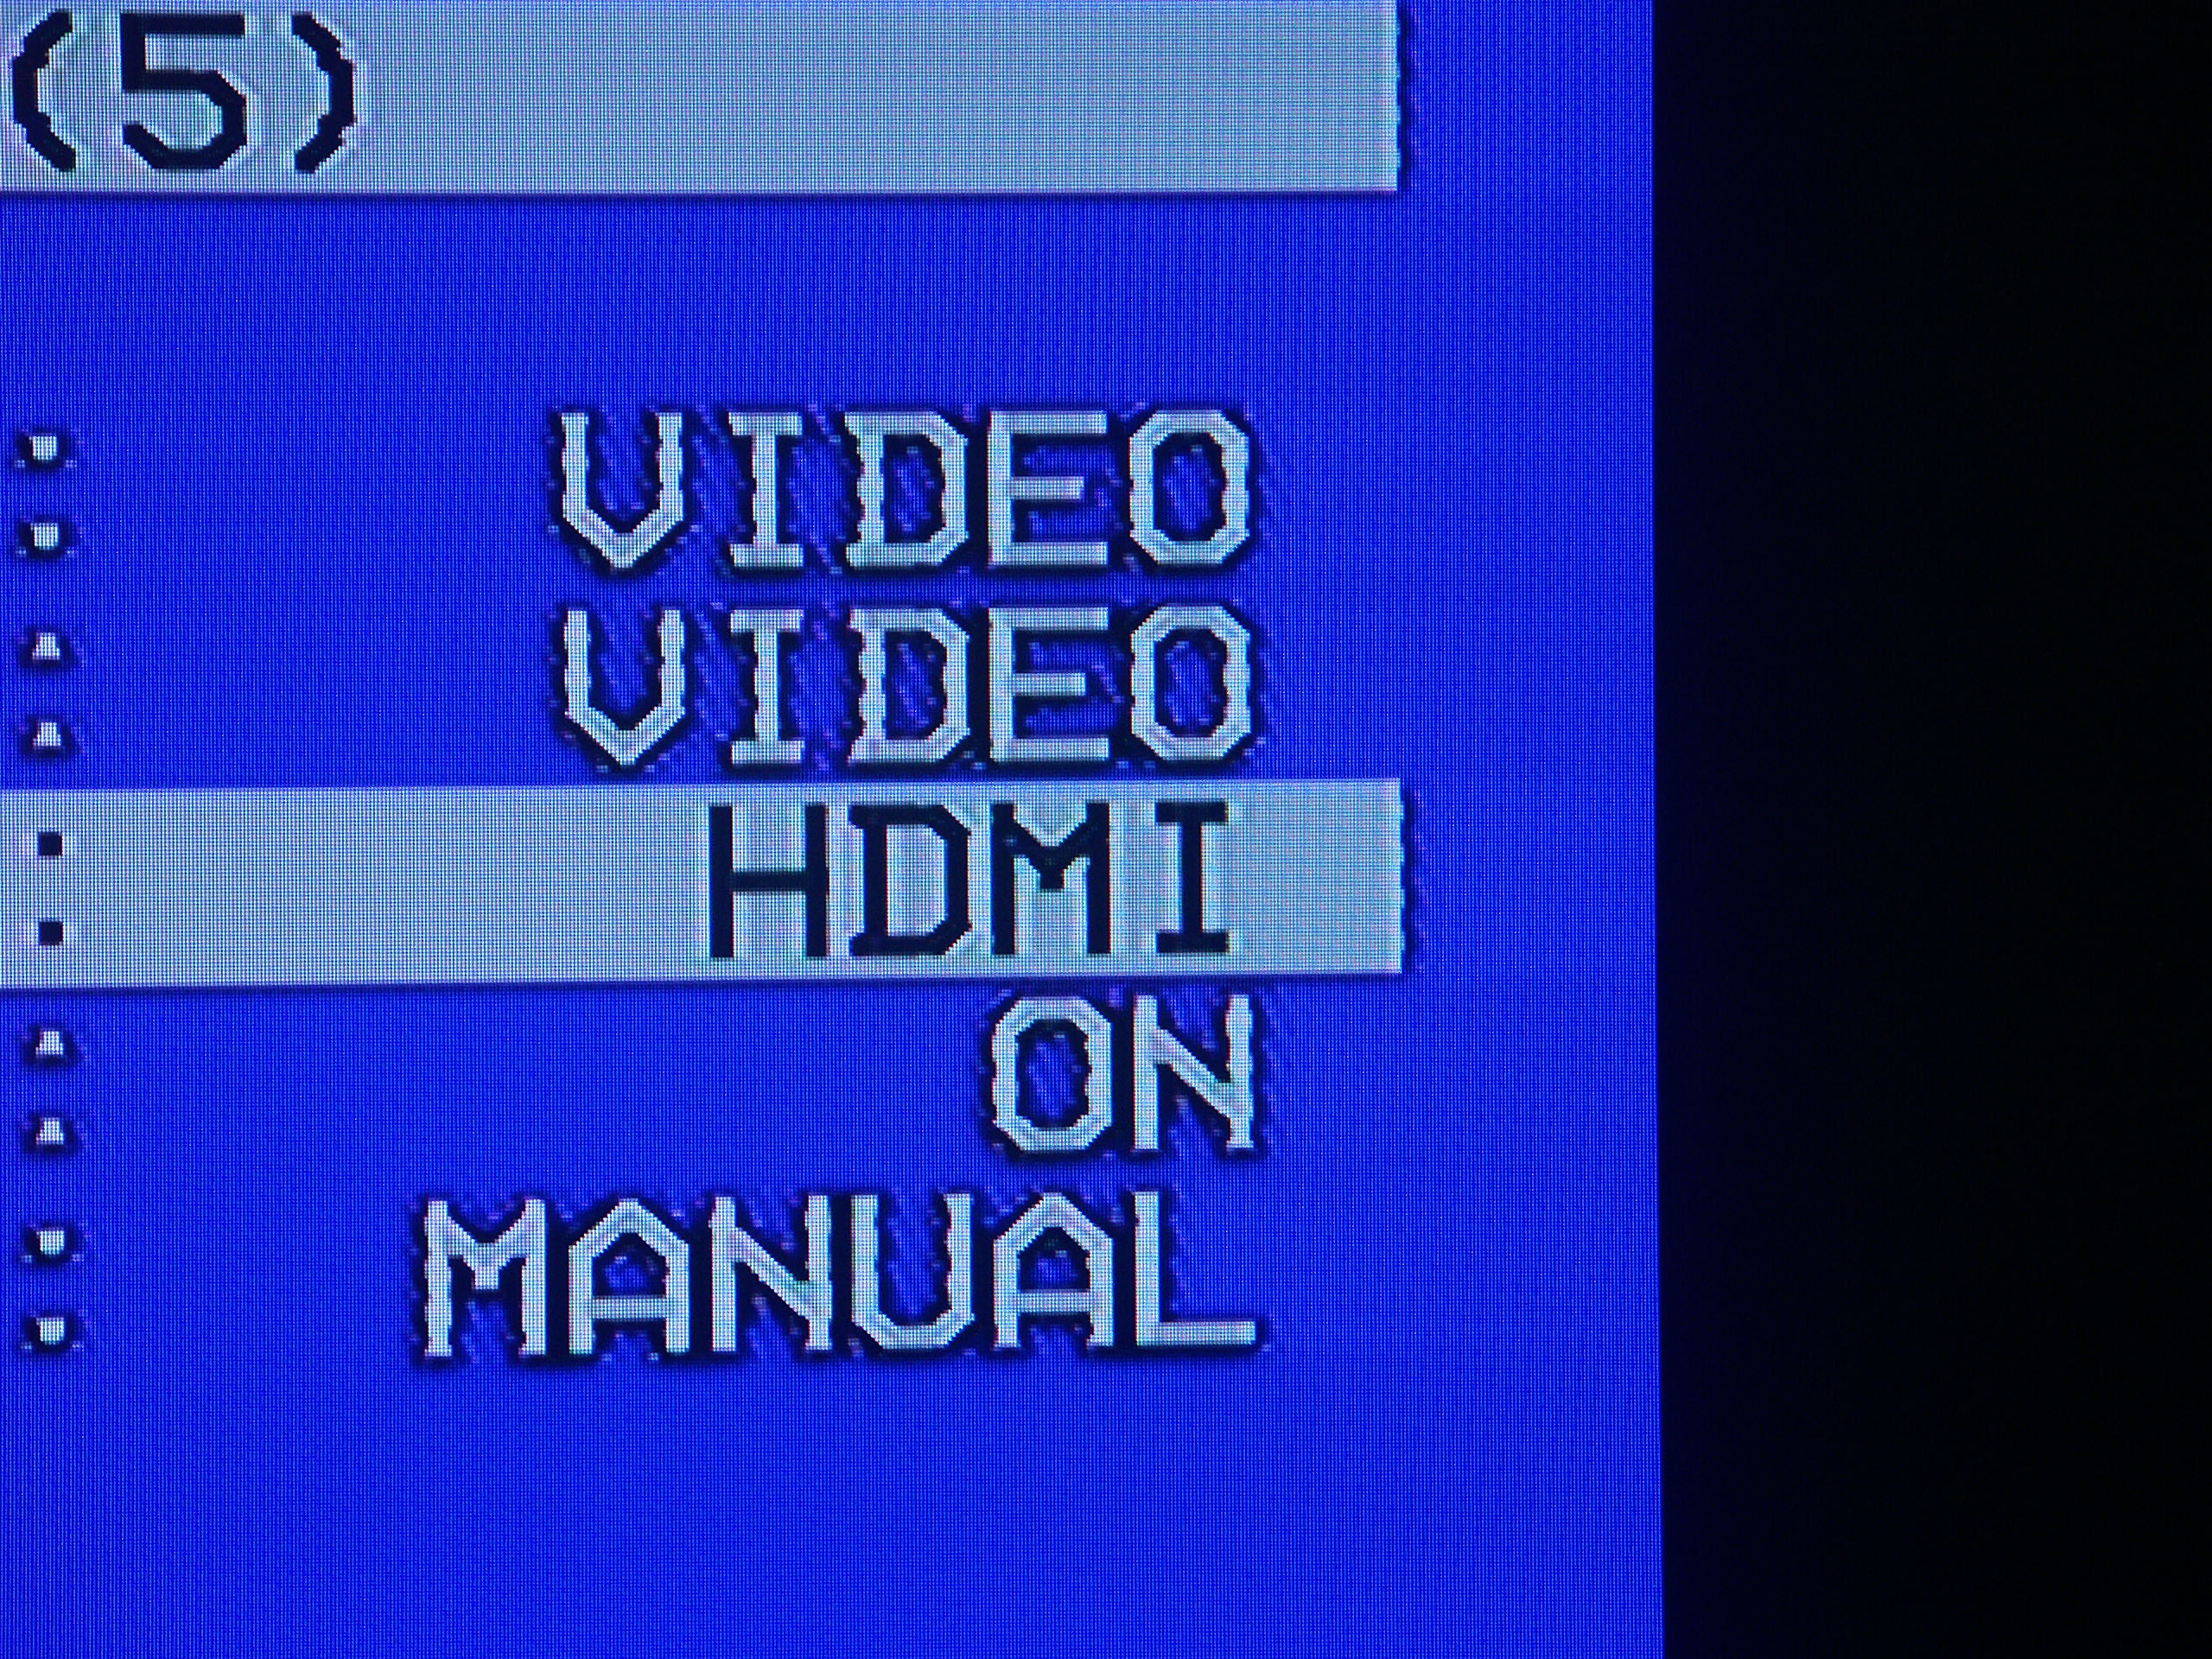 (5)
: VIDEO
: VIDEO
: HDMI
: ON
: MANUAL